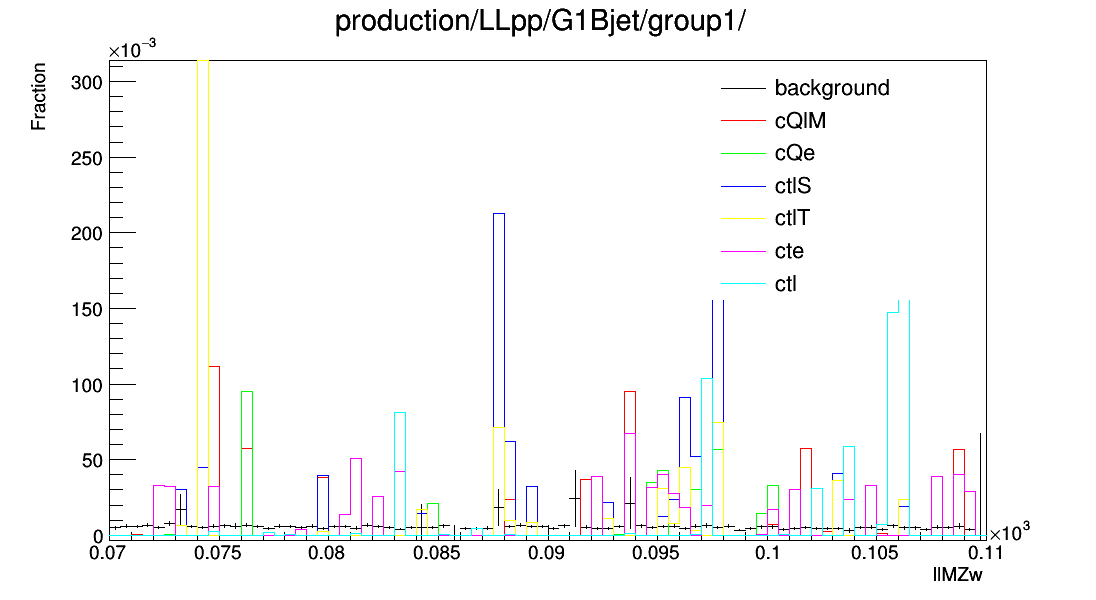 production/LLpp/G1Bjet/group1/
×10⁻³
Fraction
300
250
200
150
100
50
0
background
cQlM
cQe
ctlS
ctlT
cte
ctl
0.07 0.075 0.08 0.085 0.09 0.095 0.1 0.105 0.11
×10³
llMZw